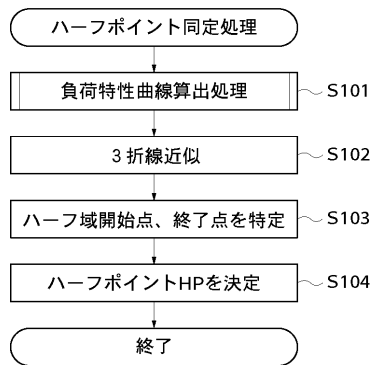 ハーフポイント同定処理
負荷特性曲線算出処理 S101
3折線近似 S102
ハーフ域開始点、終了点を特定 S103
ハーフポイントHPを決定 S104
終了